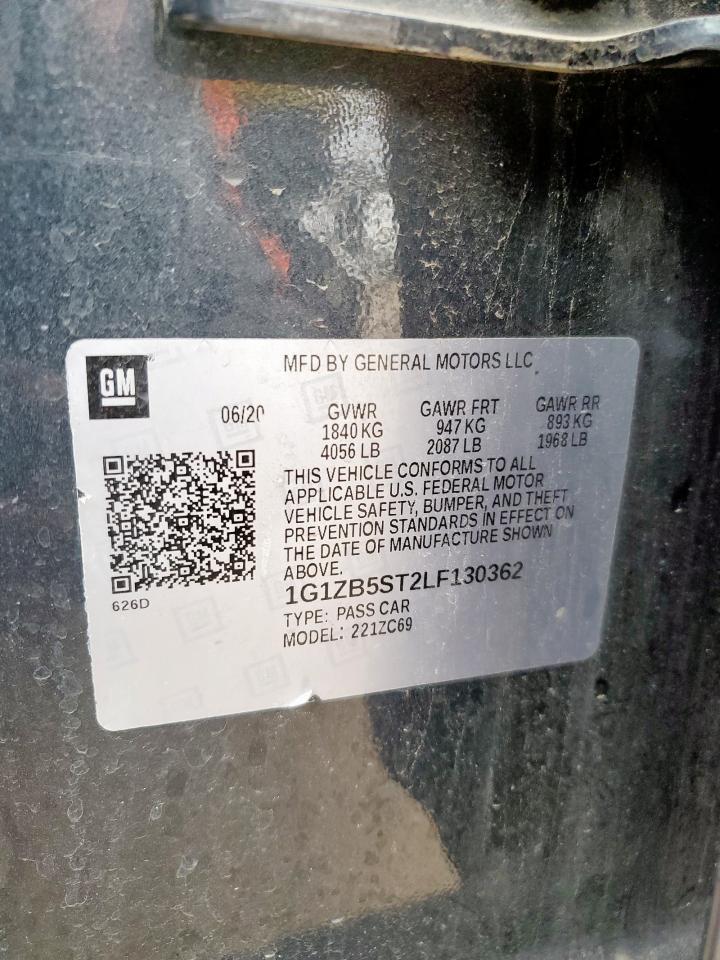 GM
MFD BY GENERAL MOTORS LLC
06/20 GVWR GAWR FRT GAWR RR
1840 KG 947 KG 893 KG
4056 LB 2087 LB 1968 LB
THIS VEHICLE CONFORMS TO ALL
APPLICABLE U.S. FEDERAL MOTOR
VEHICLE SAFETY, BUMPER, AND THEFT
PREVENTION STANDARDS IN EFFECT ON
THE DATE OF MANUFACTURE SHOWN
ABOVE.
626D
1G1ZB5ST2LF130362
TYPE: PASS CAR
MODEL: 221ZC69